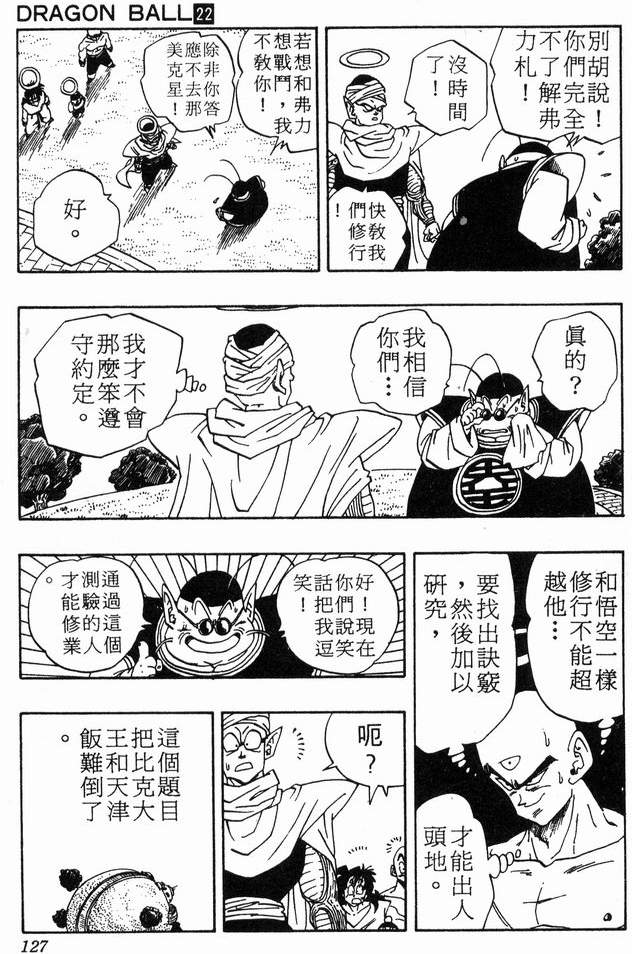 DRAGON BALL 22
別胡說！
你們完全
不了解弗
力札！
沒時間
了！
快教我
們修行
！
若想和弗力
想戰鬥，我
不教你！
除非你答
應不去那
美克星！
好。
真的？
我相信
你們…
我才不會
那麼笨遵
守約定。
好！現在
你們說笑
話把我逗
笑！
通過這個
測驗的人
才能修業
。
和悟空一樣
修行不能超
越他…
要找出訣竅
，然後加以
研究，
才能出人
頭地。
呃？
這個題目
把比克大
王和天津
飯難倒了
。
127